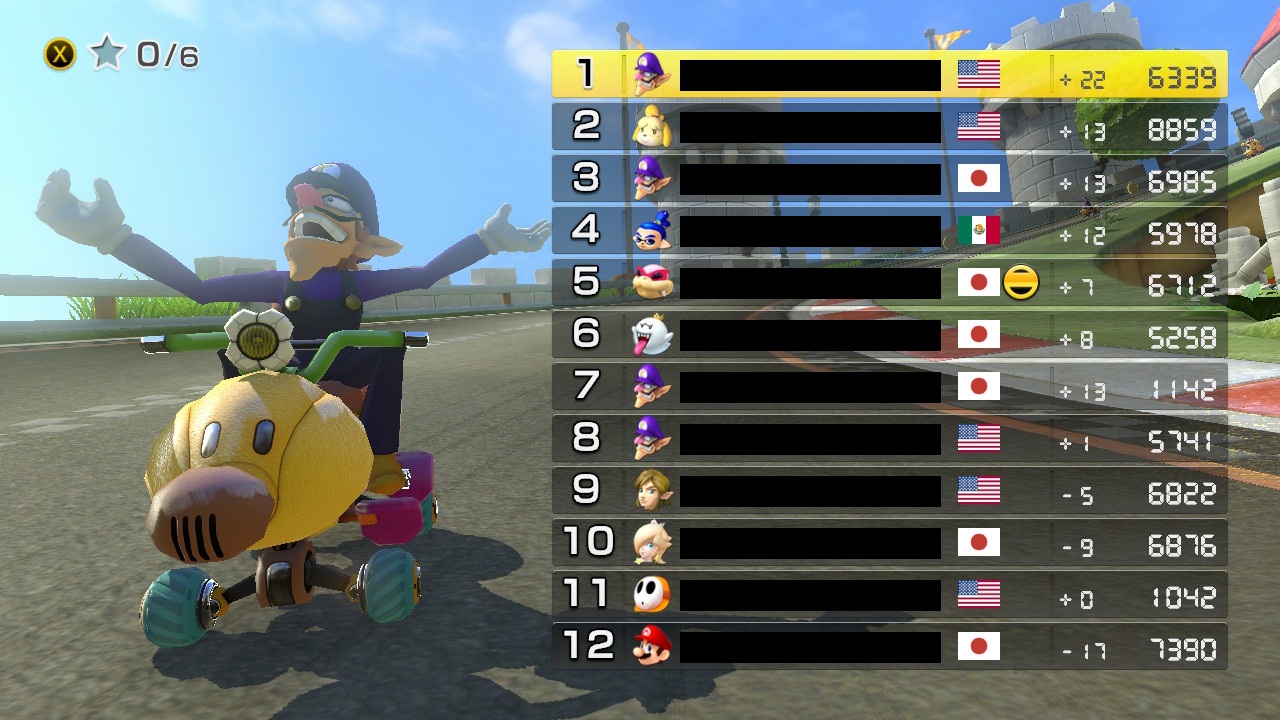 X 0/6
1 + 22 6339
2 + 13 8859
3 + 13 6985
4 + 12 5978
5 + 7 6712
6 + 8 5258
7 + 13 1142
8 + 1 5741
9 - 5 6822
10 - 9 6876
11 + 0 1042
12 - 17 7390